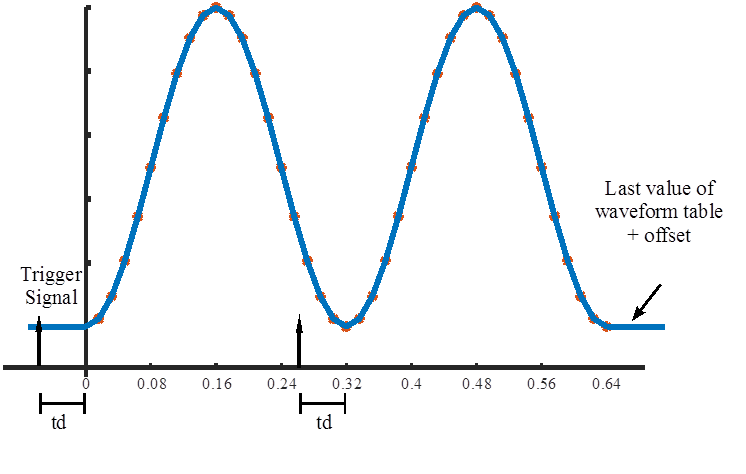 Last value of
waveform table
+ offset
Trigger
Signal
0 0.08 0.16 0.24 0.32 0.4 0.48 0.56 0.64
td td